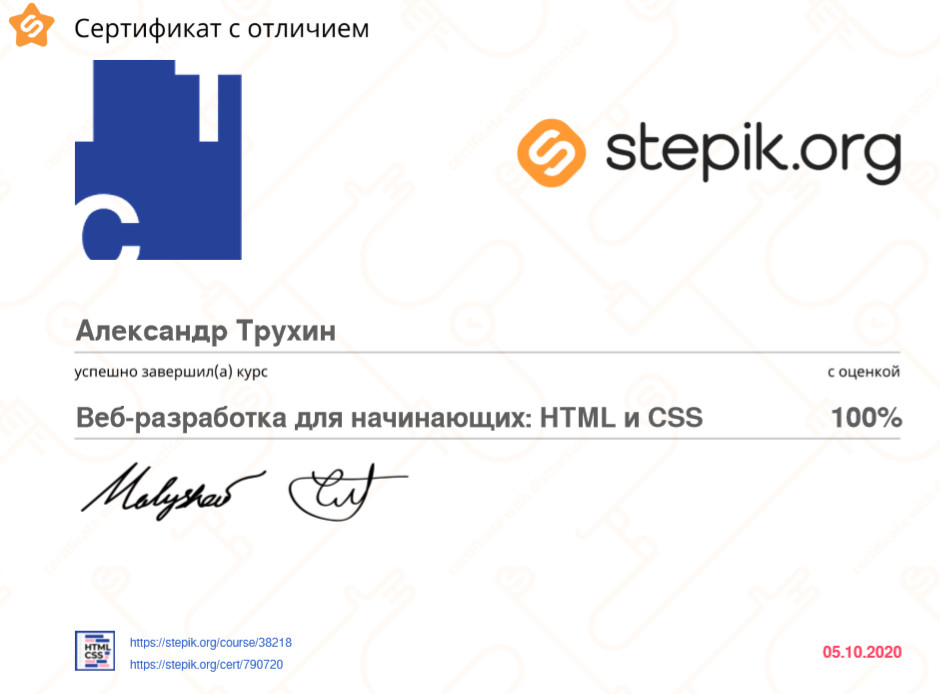 Сертификат с отличием
stepik.org
Александр Трухин
успешно завершил(а) курс
с оценкой
Веб-разработка для начинающих: HTML и CSS
100%
Malyshev
HTML
CSS
https://stepik.org/course/38218
https://stepik.org/cert/790720
05.10.2020